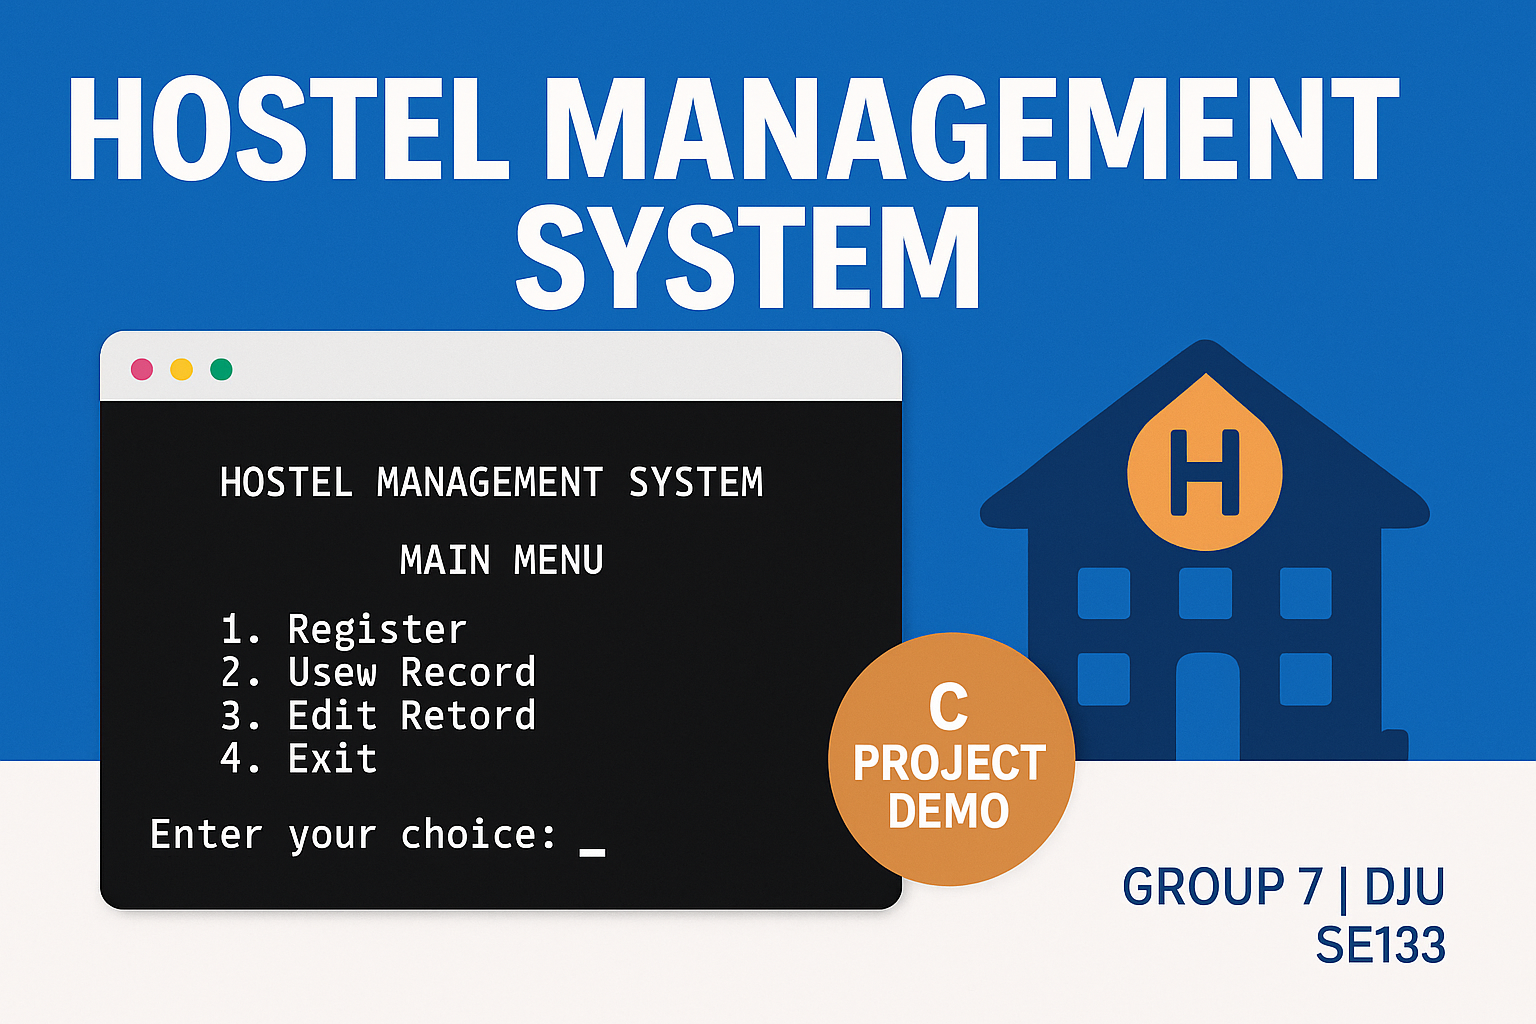 HOSTEL MANAGEMENT
SYSTEM
HOSTEL MANAGEMENT SYSTEM
MAIN MENU
1. Register
2. Usew Record
3. Edit Retord
4. Exit
Enter your choice: _
H
C
PROJECT
DEMO
GROUP 7 | DJU
SE133